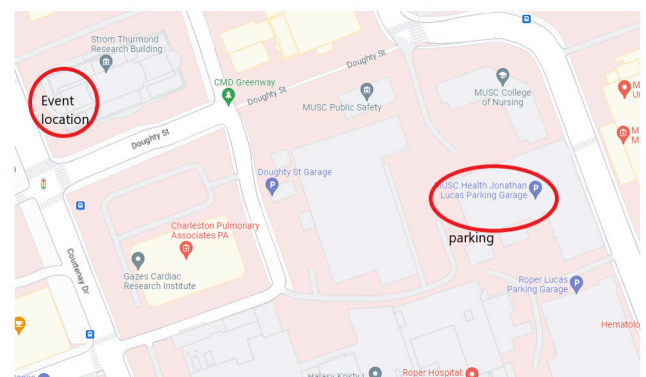 Strom Thurmond
Research Building
Event
location
CMD Greenway
Doughty St
Doughty St
Doughty St
MUSC Public Safety
MUSC College
of Nursing
Doughty St Garage
MUSC Health Jonathan
Lucas Parking Garage
parking
Charleston Pulmonary
Associates PA
Gazes Cardiac
Research Institute
Courtenay Dr
Roper Lucas
Parking Garage
Hematolo
Roper Hospital:
P
P
P